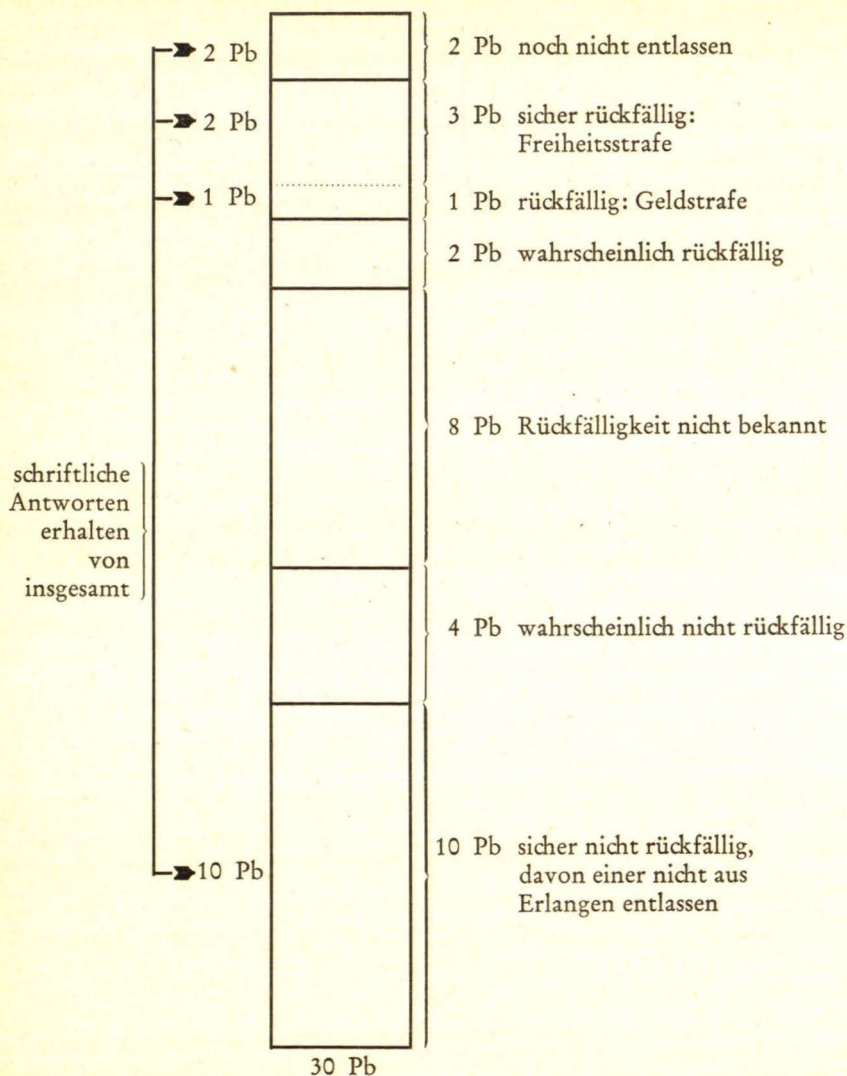 2 Pb
2 Pb noch nicht entlassen
2 Pb
3 Pb sicher rückfällig:
Freiheitsstrafe
1 Pb
1 Pb rückfällig: Geldstrafe
2 Pb wahrscheinlich rückfällig
8 Pb Rückfälligkeit nicht bekannt
schriftliche
Antworten
erhalten
von
insgesamt
4 Pb wahrscheinlich nicht rückfällig
10 Pb
10 Pb sicher nicht rückfällig,
davon einer nicht aus
Erlangen entlassen
30 Pb